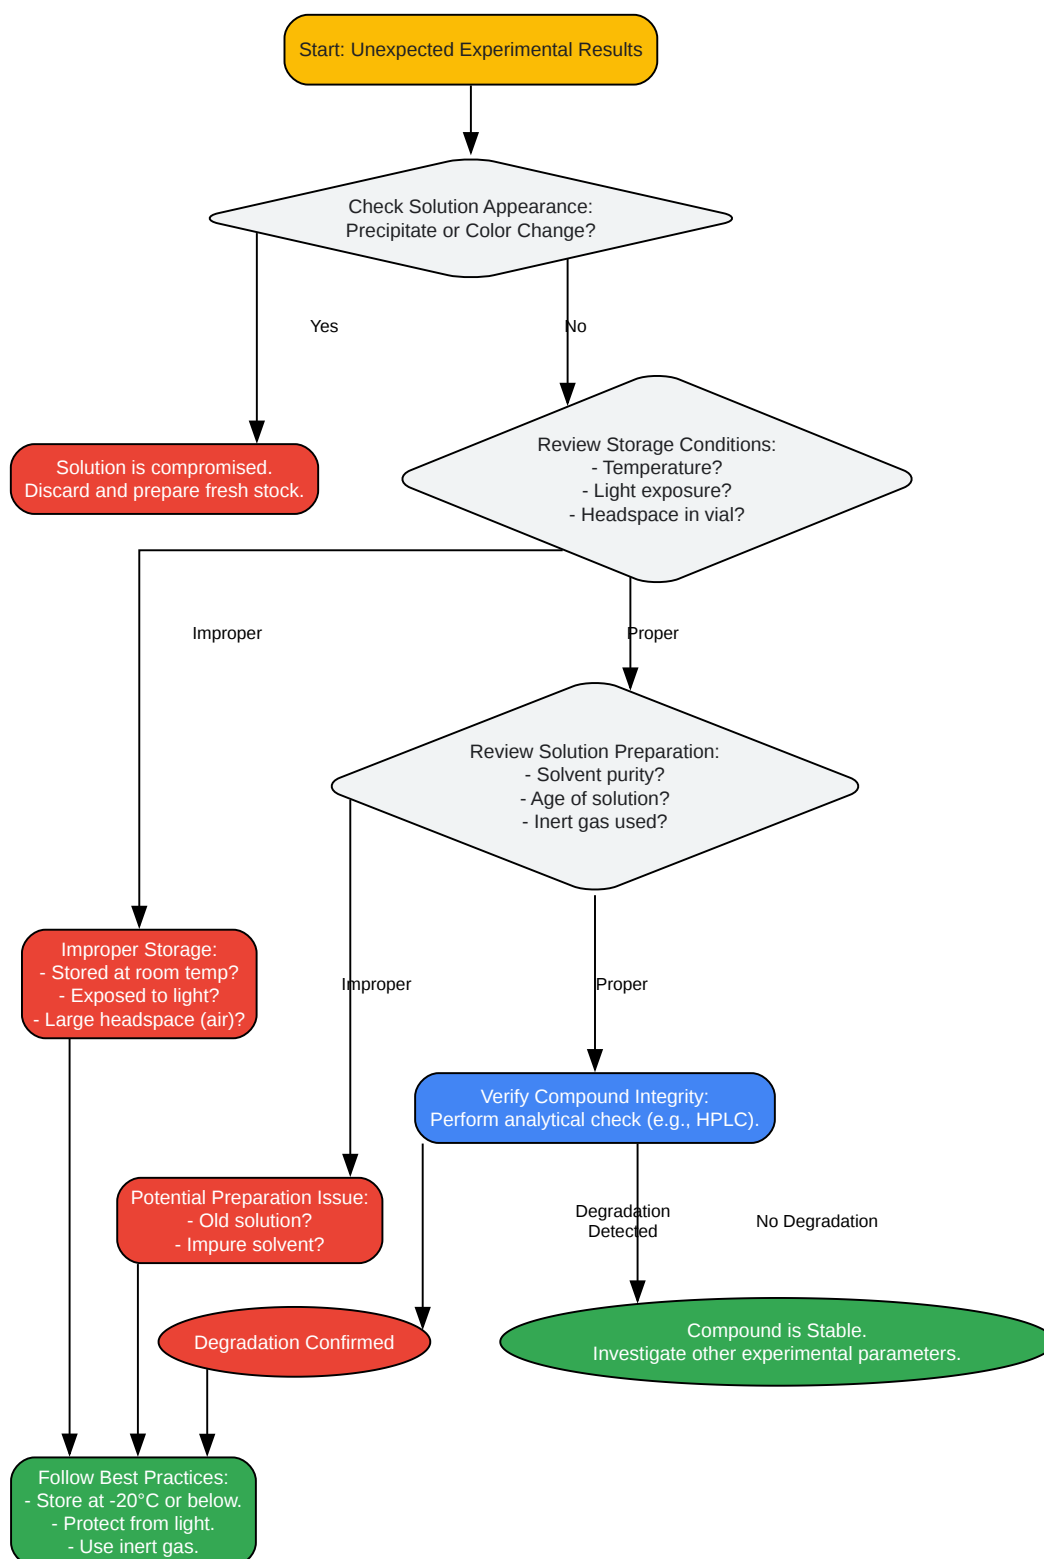 Start: Unexpected Experimental Results
Check Solution Appearance:
Precipitate or Color Change?
Yes
No
Solution is compromised.
Discard and prepare fresh stock.
Review Storage Conditions:
- Temperature?
- Light exposure?
- Headspace in vial?
Improper
Proper
Review Solution Preparation:
- Solvent purity?
- Age of solution?
- Inert gas used?
Improper Storage:
- Stored at room temp?
- Exposed to light?
- Large headspace (air)?
Improper
Proper
Verify Compound Integrity:
Perform analytical check (e.g., HPLC).
Potential Preparation Issue:
- Old solution?
- Impure solvent?
Degradation
Detected
No Degradation
Degradation Confirmed
Compound is Stable.
Investigate other experimental parameters.
Follow Best Practices:
- Store at -20°C or below.
- Protect from light.
- Use inert gas.